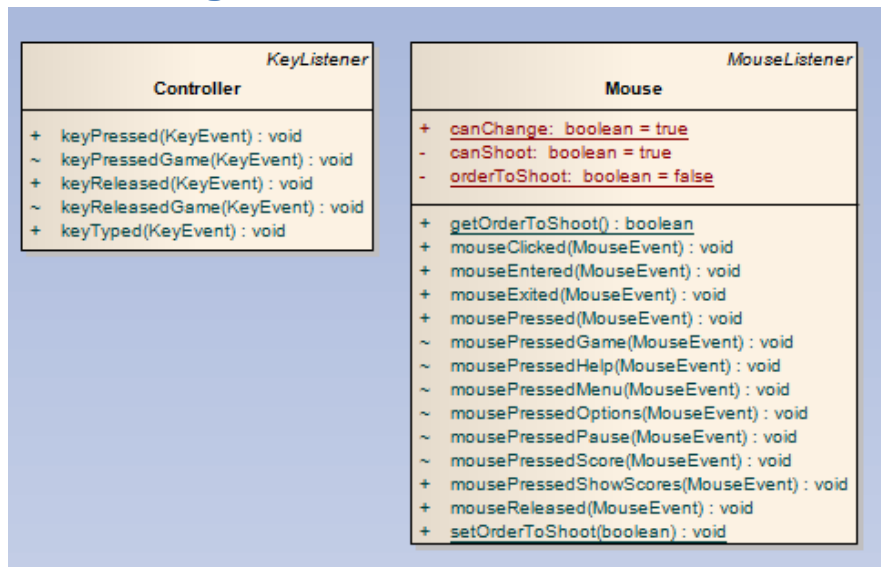 KeyListener
Controller
+ keyPressed(KeyEvent) : void
~ keyPressedGame(KeyEvent) : void
+ keyReleased(KeyEvent) : void
~ keyReleasedGame(KeyEvent) : void
+ keyTyped(KeyEvent) : void
MouseListener
Mouse
+ canChange: boolean = true
- canShoot: boolean = true
- orderToShoot: boolean = false
+ getOrderToShoot() : boolean
+ mouseClicked(MouseEvent) : void
+ mouseEntered(MouseEvent) : void
+ mouseExited(MouseEvent) : void
+ mousePressed(MouseEvent) : void
~ mousePressedGame(MouseEvent) : void
~ mousePressedHelp(MouseEvent) : void
~ mousePressedMenu(MouseEvent) : void
~ mousePressedOptions(MouseEvent) : void
~ mousePressedPause(MouseEvent) : void
~ mousePressedScore(MouseEvent) : void
+ mousePressedShowScores(MouseEvent) : void
+ mouseReleased(MouseEvent) : void
+ setOrderToShoot(boolean) : void